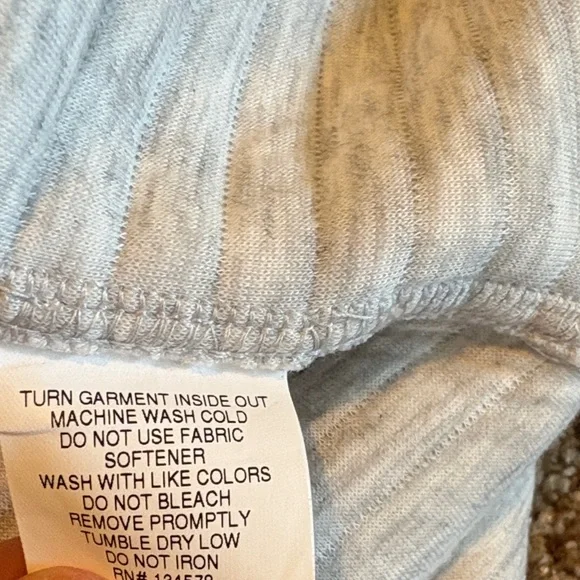 TURN GARMENT INSIDE OUT
MACHINE WASH COLD
DO NOT USE FABRIC
SOFTENER
WASH WITH LIKE COLORS
DO NOT BLEACH
REMOVE PROMPTLY
TUMBLE DRY LOW
DO NOT IRON
RN#